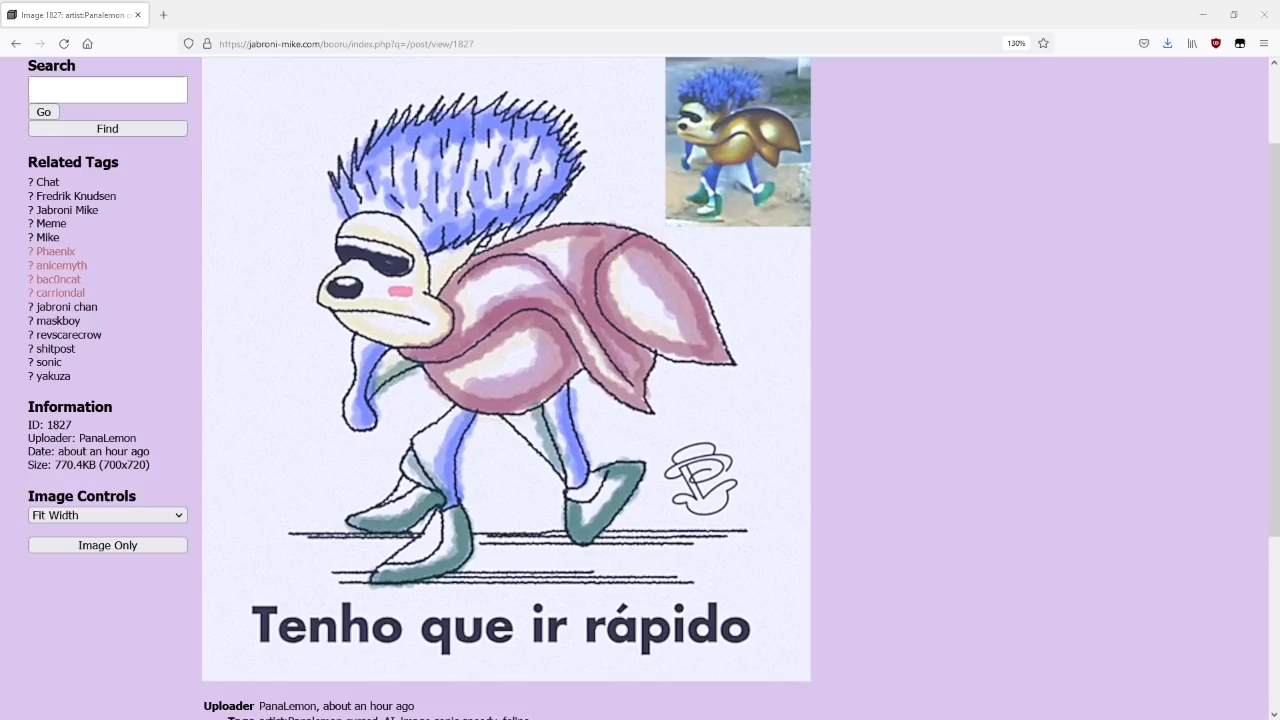 Image 1827: artist:Panalemon c
https://jabroni-mike.com/booru/index.php?q=/post/view/1827
130%
Search
Go
Find
Related Tags
? Chat
? Fredrik Knudsen
? Jabroni Mike
? Meme
? Mike
? Phaenix
? anicemyth
? bac0ncat
? carriondal
? jabroni chan
? maskboy
? revscarecrow
? shitpost
? sonic
? yakuza
Information
ID: 1827
Uploader: PanaLemon
Date: about an hour ago
Size: 770.4KB (700x720)
Image Controls
Fit Width
Image Only
Tenho que ir rápido
Uploader PanaLemon, about an hour ago